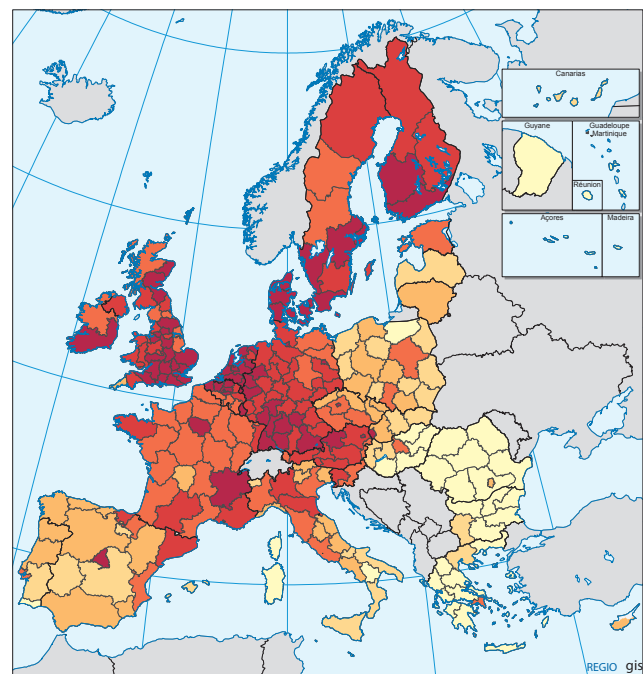 Canarias
Guyane
Guadeloupe
Martinique
Réunion
Açores
Madeira
REGIO gis